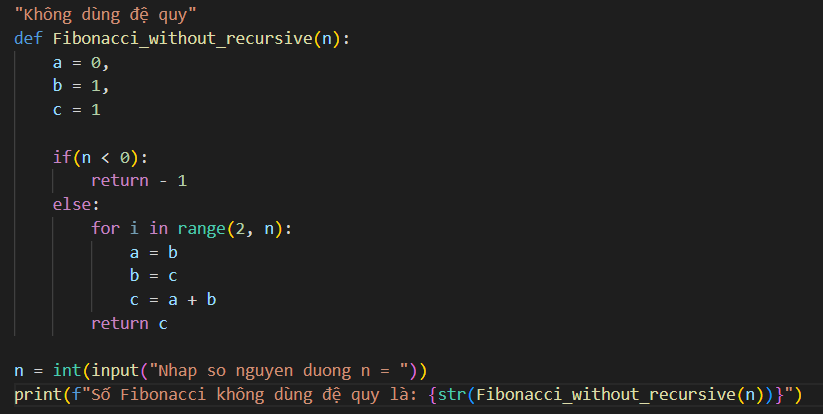 "Không dùng đệ quy"
def Fibonacci_without_recursive(n):
    a = 0,
    b = 1,
    c = 1

    if(n < 0):
        return - 1
    else:
        for i in range(2, n):
            a = b
            b = c
            c = a + b
        return c

n = int(input("Nhap so nguyen duong n = "))
print(f"Số Fibonacci không dùng đệ quy là: {str(Fibonacci_without_recursive(n))}")